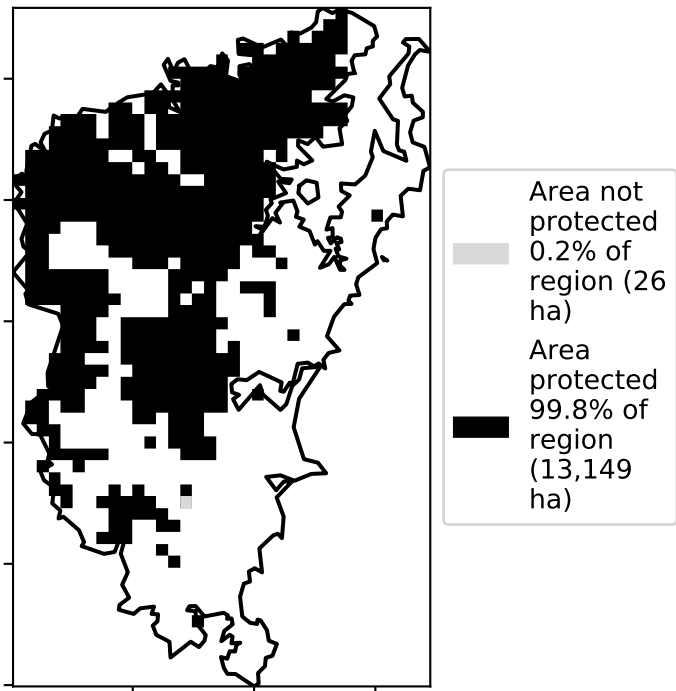 Area not
protected
0.2% of
region (26
ha)
Area
protected
99.8% of
region
(13,149
ha)